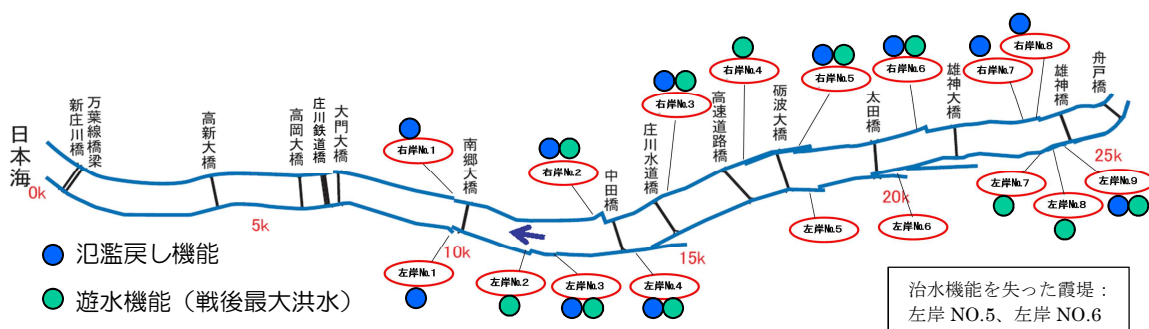 右岸No.8
右岸No.4
右岸No.5
右岸No.6
右岸No.7
舟戸橋
右岸No.3
雄神橋
雄神大橋
高速道路橋
砺波大橋
太田橋
万葉線橋梁
新庄川橋
高新大橋
高岡大橋
庄川鉄道橋
大門大橋
右岸No.1
南郷大橋
右岸No.2
中田橋
庄川水道橋
日本海
0k
5k
10k
15k
20k
25k
左岸No.7
左岸No.9
左岸No.8
左岸No.5
左岸No.6
左岸No.1
左岸No.2
左岸No.3
左岸No.4
氾濫戻し機能
遊水機能（戦後最大洪水）
治水機能を失った霞堤：
左岸 NO.5、左岸 NO.6